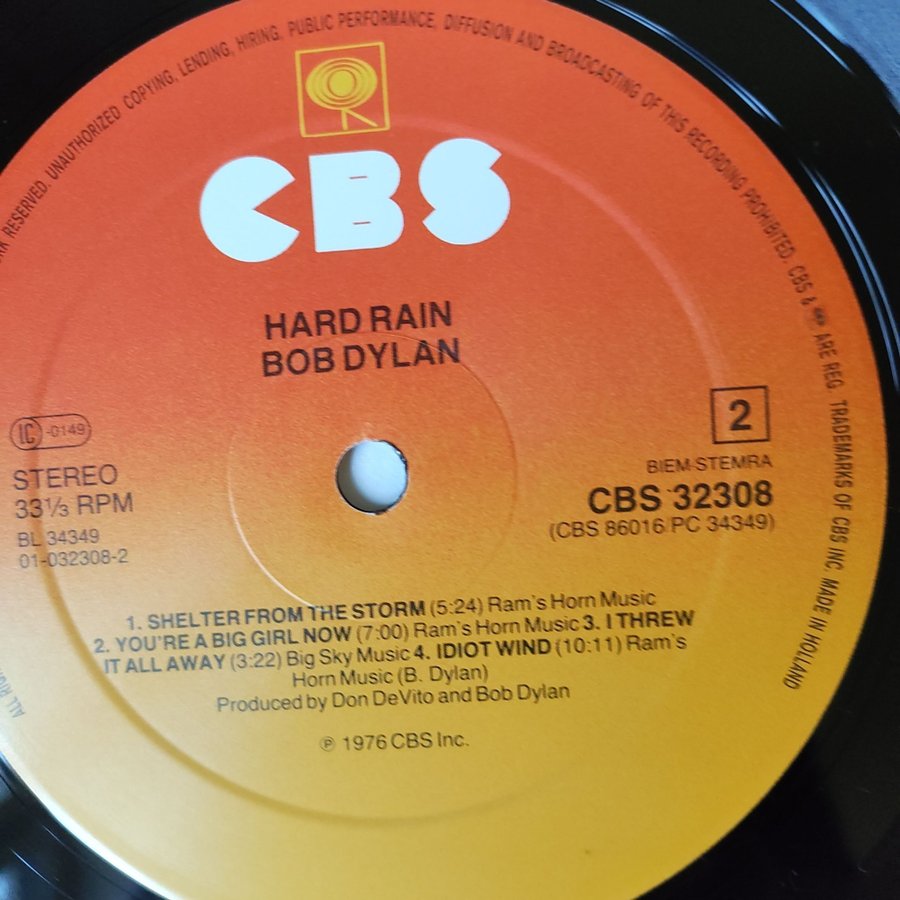 RK RESERVED. UNAUTHORIZED COPYING, LENDING, HIRING, PUBLIC PERFORMANCE, DIFFUSION AND BROADCASTING OF THIS RECORDING PROHIBITED. CBS & ARE REG. TRADEMARKS OF CBS INC. MADE IN HOLLAND
CBS
HARD RAIN
BOB DYLAN
IC -0149
STEREO
33⅓ RPM
BL 34349
01-032308-2
2
BIEM-STEMRA
CBS 32308
(CBS 86016/PC 34349)
1. SHELTER FROM THE STORM (5:24) Ram's Horn Music
2. YOU'RE A BIG GIRL NOW (7:00) Ram's Horn Music 3. I THREW
IT ALL AWAY (3:22) Big Sky Music 4. IDIOT WIND (10:11) Ram's
Horn Music (B. Dylan)
Produced by Don DeVito and Bob Dylan
℗ 1976 CBS Inc.
ALL RIG